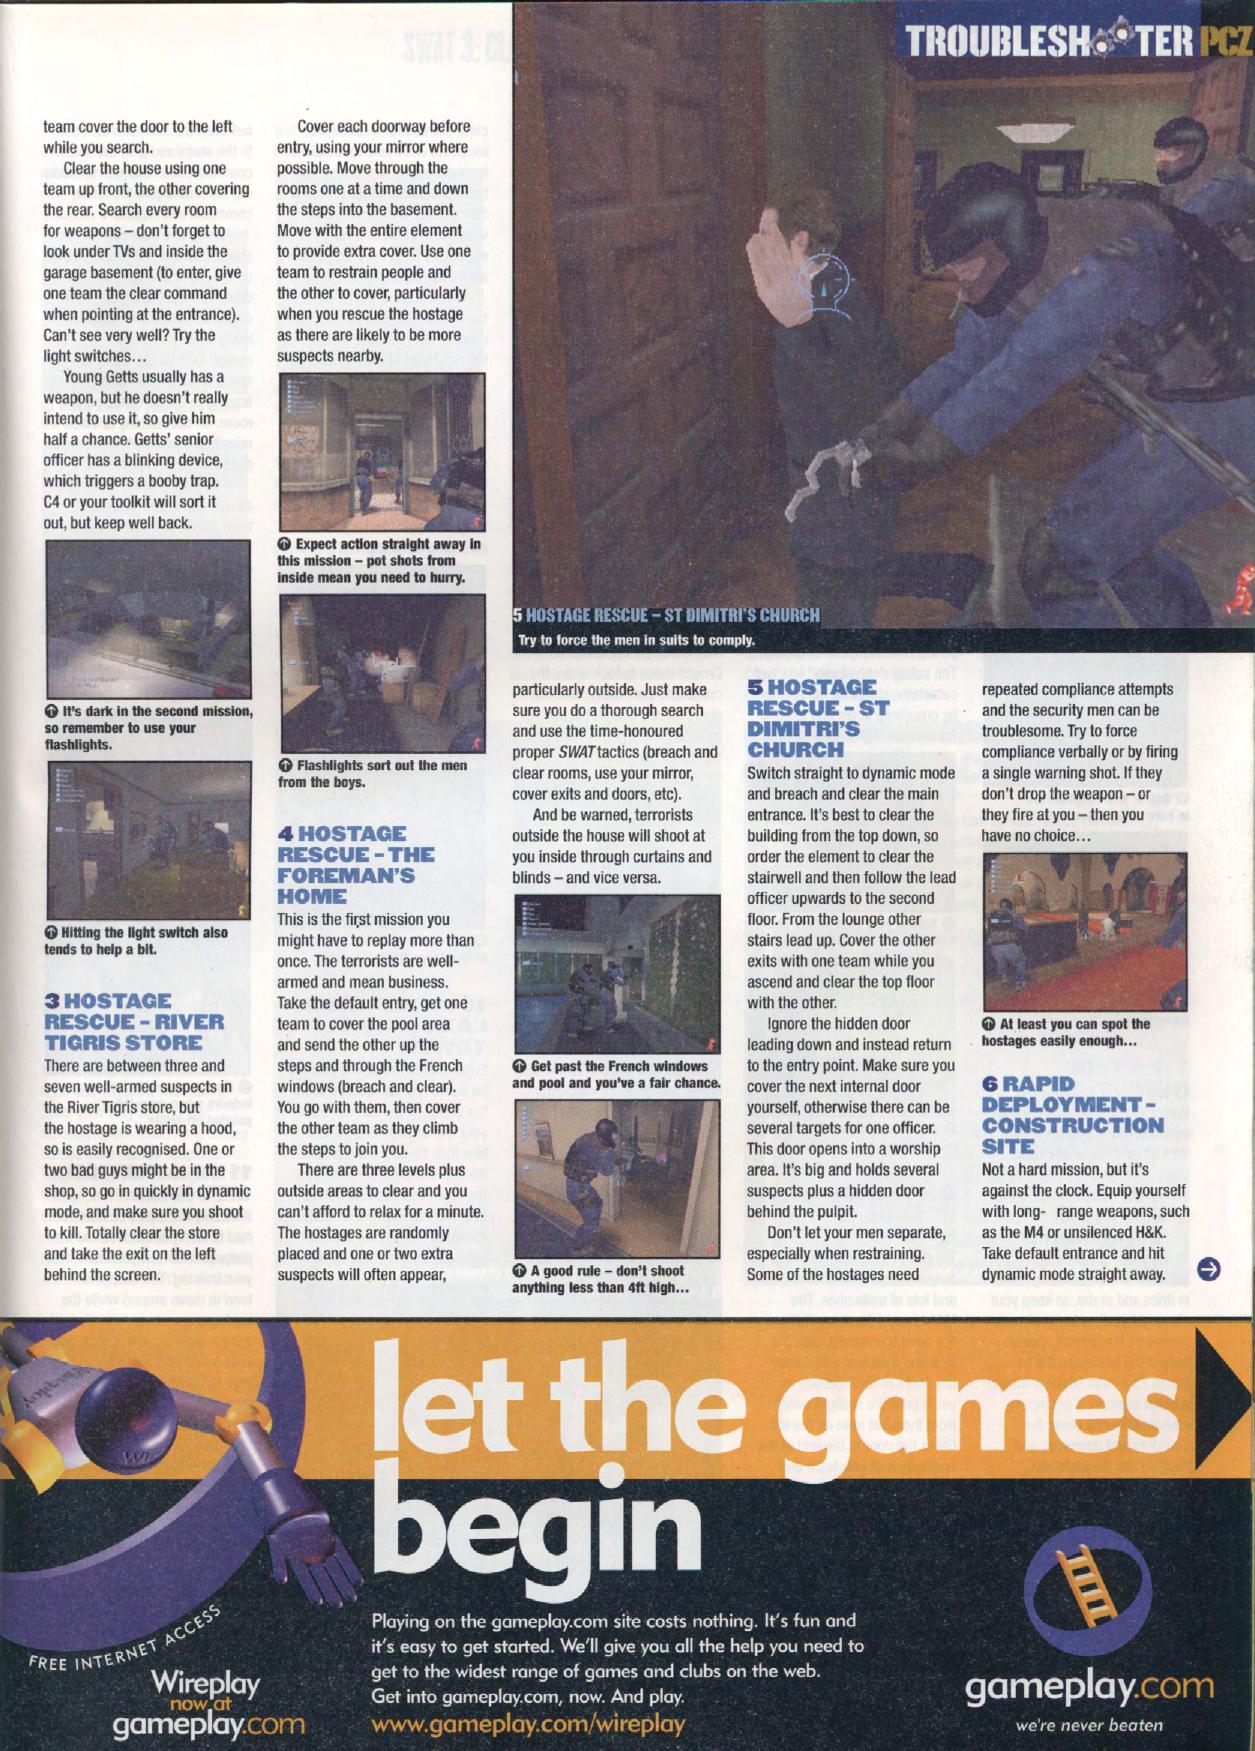 TROUBLESHOOTER PCZ
team cover the door to the left
while you search.
Clear the house using one
team up front, the other covering
the rear. Search every room
for weapons – don't forget to
look under TVs and inside the
garage basement (to enter, give
one team the clear command
when pointing at the entrance).
Can't see very well? Try the
light switches...
Young Getts usually has a
weapon, but he doesn't really
intend to use it, so give him
half a chance. Getts' senior
officer has a blinking device,
which triggers a booby trap.
C4 or your toolkit will sort it
out, but keep well back.
It's dark in the second mission,
so remember to use your
flashlights.
Hitting the light switch also
tends to help a bit.
3 HOSTAGE
RESCUE – RIVER
TIGRIS STORE
There are between three and
seven well-armed suspects in
the River Tigris store, but
the hostage is wearing a hood,
so is easily recognised. One or
two bad guys might be in the
shop, so go in quickly in dynamic
mode, and make sure you shoot
to kill. Totally clear the store
and take the exit on the left
behind the screen.
Cover each doorway before
entry, using your mirror where
possible. Move through the
rooms one at a time and down
the steps into the basement.
Move with the entire element
to provide extra cover. Use one
team to restrain people and
the other to cover, particularly
when you rescue the hostage
as there are likely to be more
suspects nearby.
Expect action straight away in
this mission – pot shots from
inside mean you need to hurry.
Flashlights sort out the men
from the boys.
4 HOSTAGE
RESCUE – THE
FOREMAN'S
HOME
This is the first mission you
might have to replay more than
once. The terrorists are well-
armed and mean business.
Take the default entry, get one
team to cover the pool area
and send the other up the
steps and through the French
windows (breach and clear).
You go with them, then cover
the other team as they climb
the steps to join you.
There are three levels plus
outside areas to clear and you
can't afford to relax for a minute.
The hostages are randomly
placed and one or two extra
suspects will often appear,
5 HOSTAGE RESCUE – ST DIMITRI'S CHURCH
Try to force the men in suits to comply.
particularly outside. Just make
sure you do a thorough search
and use the time-honoured
proper SWAT tactics (breach and
clear rooms, use your mirror,
cover exits and doors, etc).
And be warned, terrorists
outside the house will shoot at
you inside through curtains and
blinds – and vice versa.
Get past the French windows
and pool and you've a fair chance.
A good rule – don't shoot
anything less than 4ft high...
5 HOSTAGE
RESCUE – ST
DIMITRI'S
CHURCH
Switch straight to dynamic mode
and breach and clear the main
entrance. It's best to clear the
building from the top down, so
order the element to clear the
stairwell and then follow the lead
officer upwards to the second
floor. From the lounge other
stairs lead up. Cover the other
exits with one team while you
ascend and clear the top floor
with the other.
Ignore the hidden door
leading down and instead return
to the entry point. Make sure you
cover the next internal door
yourself, otherwise there can be
several targets for one officer.
This door opens into a worship
area. It's big and holds several
suspects plus a hidden door
behind the pulpit.
Don't let your men separate,
especially when restraining.
Some of the hostages need
repeated compliance attempts
and the security men can be
troublesome. Try to force
compliance verbally or by firing
a single warning shot. If they
don't drop the weapon – or
they fire at you – then you
have no choice...
At least you can spot the
hostages easily enough...
6 RAPID
DEPLOYMENT –
CONSTRUCTION
SITE
Not a hard mission, but it's
against the clock. Equip yourself
with long- range weapons, such
as the M4 or unsilenced H&K.
Take default entrance and hit
dynamic mode straight away.
let the games
begin
Playing on the gameplay.com site costs nothing. It's fun and
it's easy to get started. We'll give you all the help you need to
get to the widest range of games and clubs on the web.
Get into gameplay.com, now. And play.
www.gameplay.com/wireplay
FREE INTERNET ACCESS
Wireplay
now at
gameplay.com
gameplay.com
we're never beaten